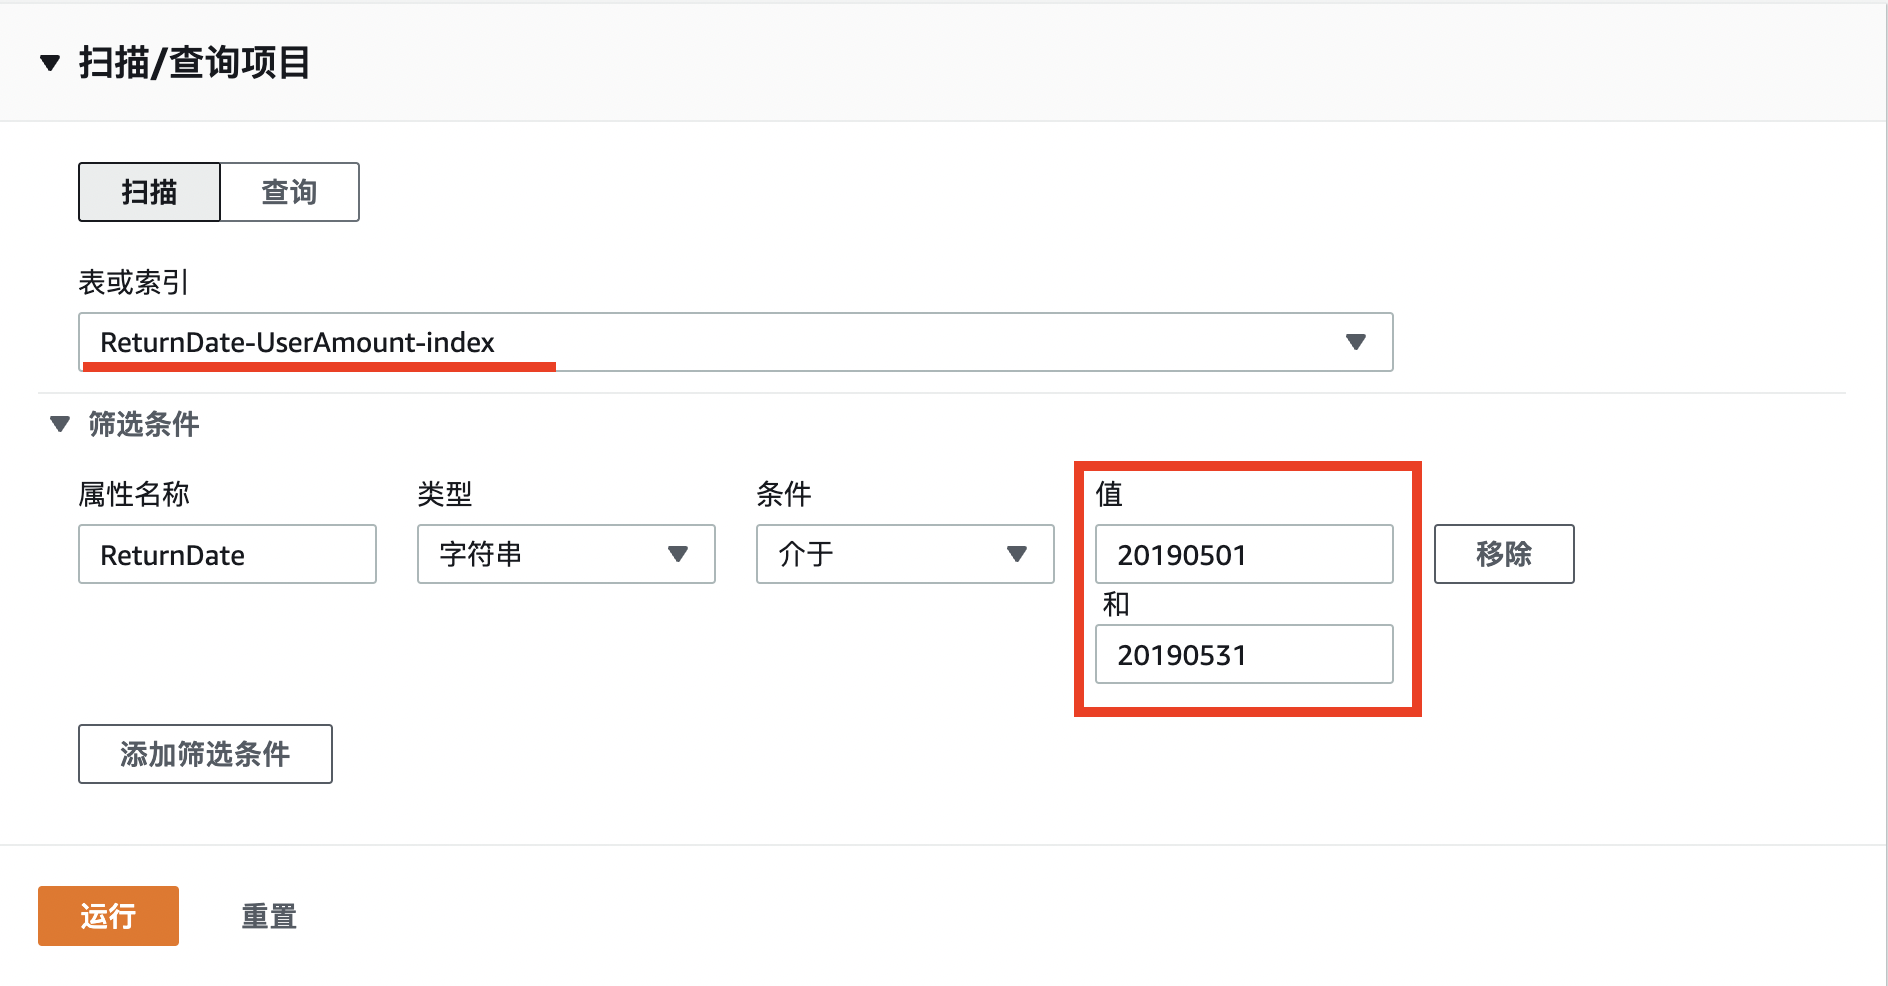 扫描/查询项目
扫描 查询
表或索引
ReturnDate-UserAmount-index
筛选条件
属性名称 类型 条件 值
ReturnDate 字符串 介于 20190501 移除
和
20190531
添加筛选条件
运行 重置